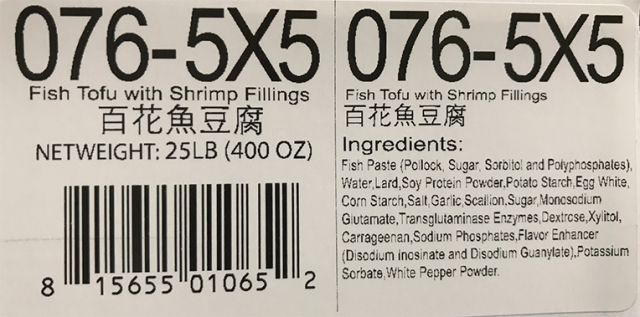 076-5X5
Fish Tofu with Shrimp Fillings
百花魚豆腐
NETWEIGHT: 25LB (400 OZ)
8 15655 01065 2
076-5X5
Fish Tofu with Shrimp Fillings
百花魚豆腐
Ingredients:
Fish Paste (Pollock, Sugar, Sorbitol and Polyphosphates),
Water,Lard,Soy Protein Powder,Potato Starch,Egg White,
Corn Starch,Salt,Garlic,Scallion,Sugar,Monosodium
Glutamate,Transglutaminase Enzymes,Dextrose,Xylitol,
Carrageenan,Sodium Phosphates,Flavor Enhancer
(Disodium inosinate and Disodium Guanylate),Potassium
Sorbate,White Pepper Powder.